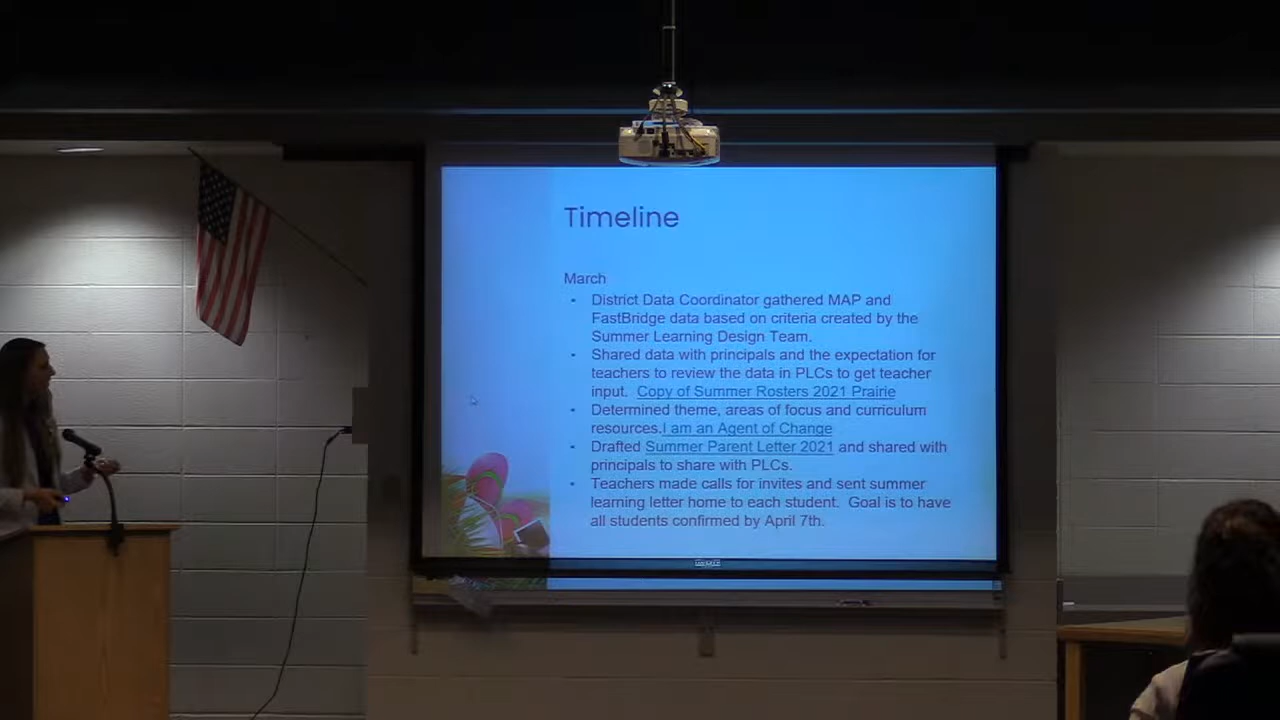 Timeline
March
- District Data Coordinator gathered MAP and
FastBridge data based on criteria created by the
Summer Learning Design Team.
- Shared data with principals and the expectation for
teachers to review the data in PLCs to get teacher
input. Copy of Summer Rosters 2021 Prairie
- Determined theme, areas of focus and curriculum
resources.I am an Agent of Change
- Drafted Summer Parent Letter 2021 and shared with
principals to share with PLCs.
- Teachers made calls for invites and sent summer
learning letter home to each student. Goal is to have
all students confirmed by April 7th.